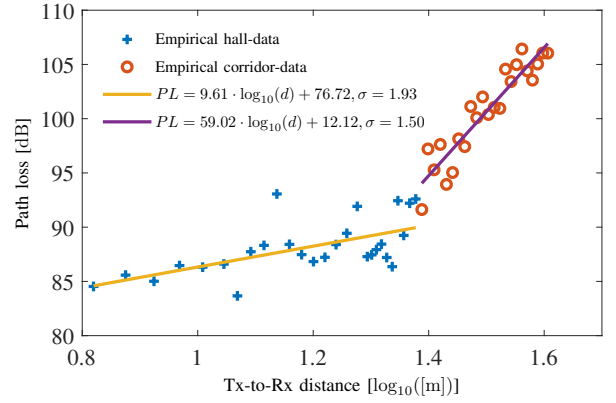 110
105
100
95
90
85
80
Path loss [dB]
Empirical hall-data
Empirical corridor-data
PL = 9.61 · log₁₀(d) + 76.72, σ = 1.93
PL = 59.02 · log₁₀(d) + 12.12, σ = 1.50
0.8 1 1.2 1.4 1.6
Tx-to-Rx distance [log₁₀([m])]